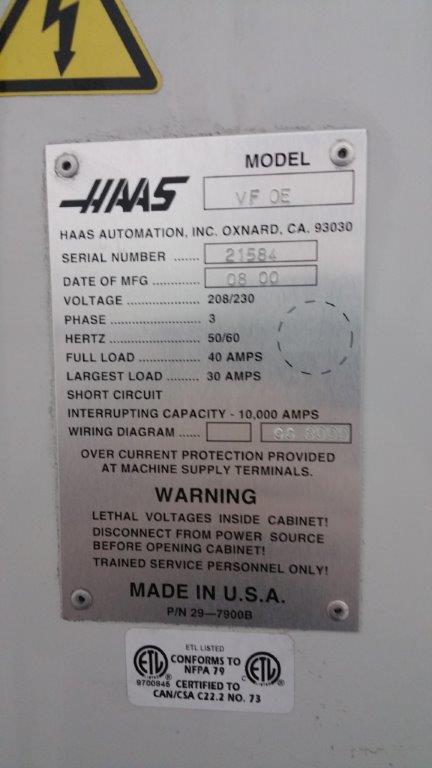 MODEL
HAAS VF 0E
HAAS AUTOMATION, INC. OXNARD, CA. 93030
SERIAL NUMBER ....... 21584
DATE OF MFG ............ 08 00
VOLTAGE ................... 208/230
PHASE ....................... 3
HERTZ ....................... 50/60
FULL LOAD ............... 40 AMPS
LARGEST LOAD ......... 30 AMPS
SHORT CIRCUIT
INTERRUPTING CAPACITY - 10,000 AMPS
WIRING DIAGRAM ......
OVER CURRENT PROTECTION PROVIDED
AT MACHINE SUPPLY TERMINALS.
WARNING
LETHAL VOLTAGES INSIDE CABINET!
DISCONNECT FROM POWER SOURCE
BEFORE OPENING CABINET!
TRAINED SERVICE PERSONNEL ONLY!
MADE IN U.S.A.
P/N 29—7900B
ETL LISTED
ETL CONFORMS TO C ETL
NFPA 79
9700845 CERTIFIED TO
CAN/CSA C22.2 NO. 73